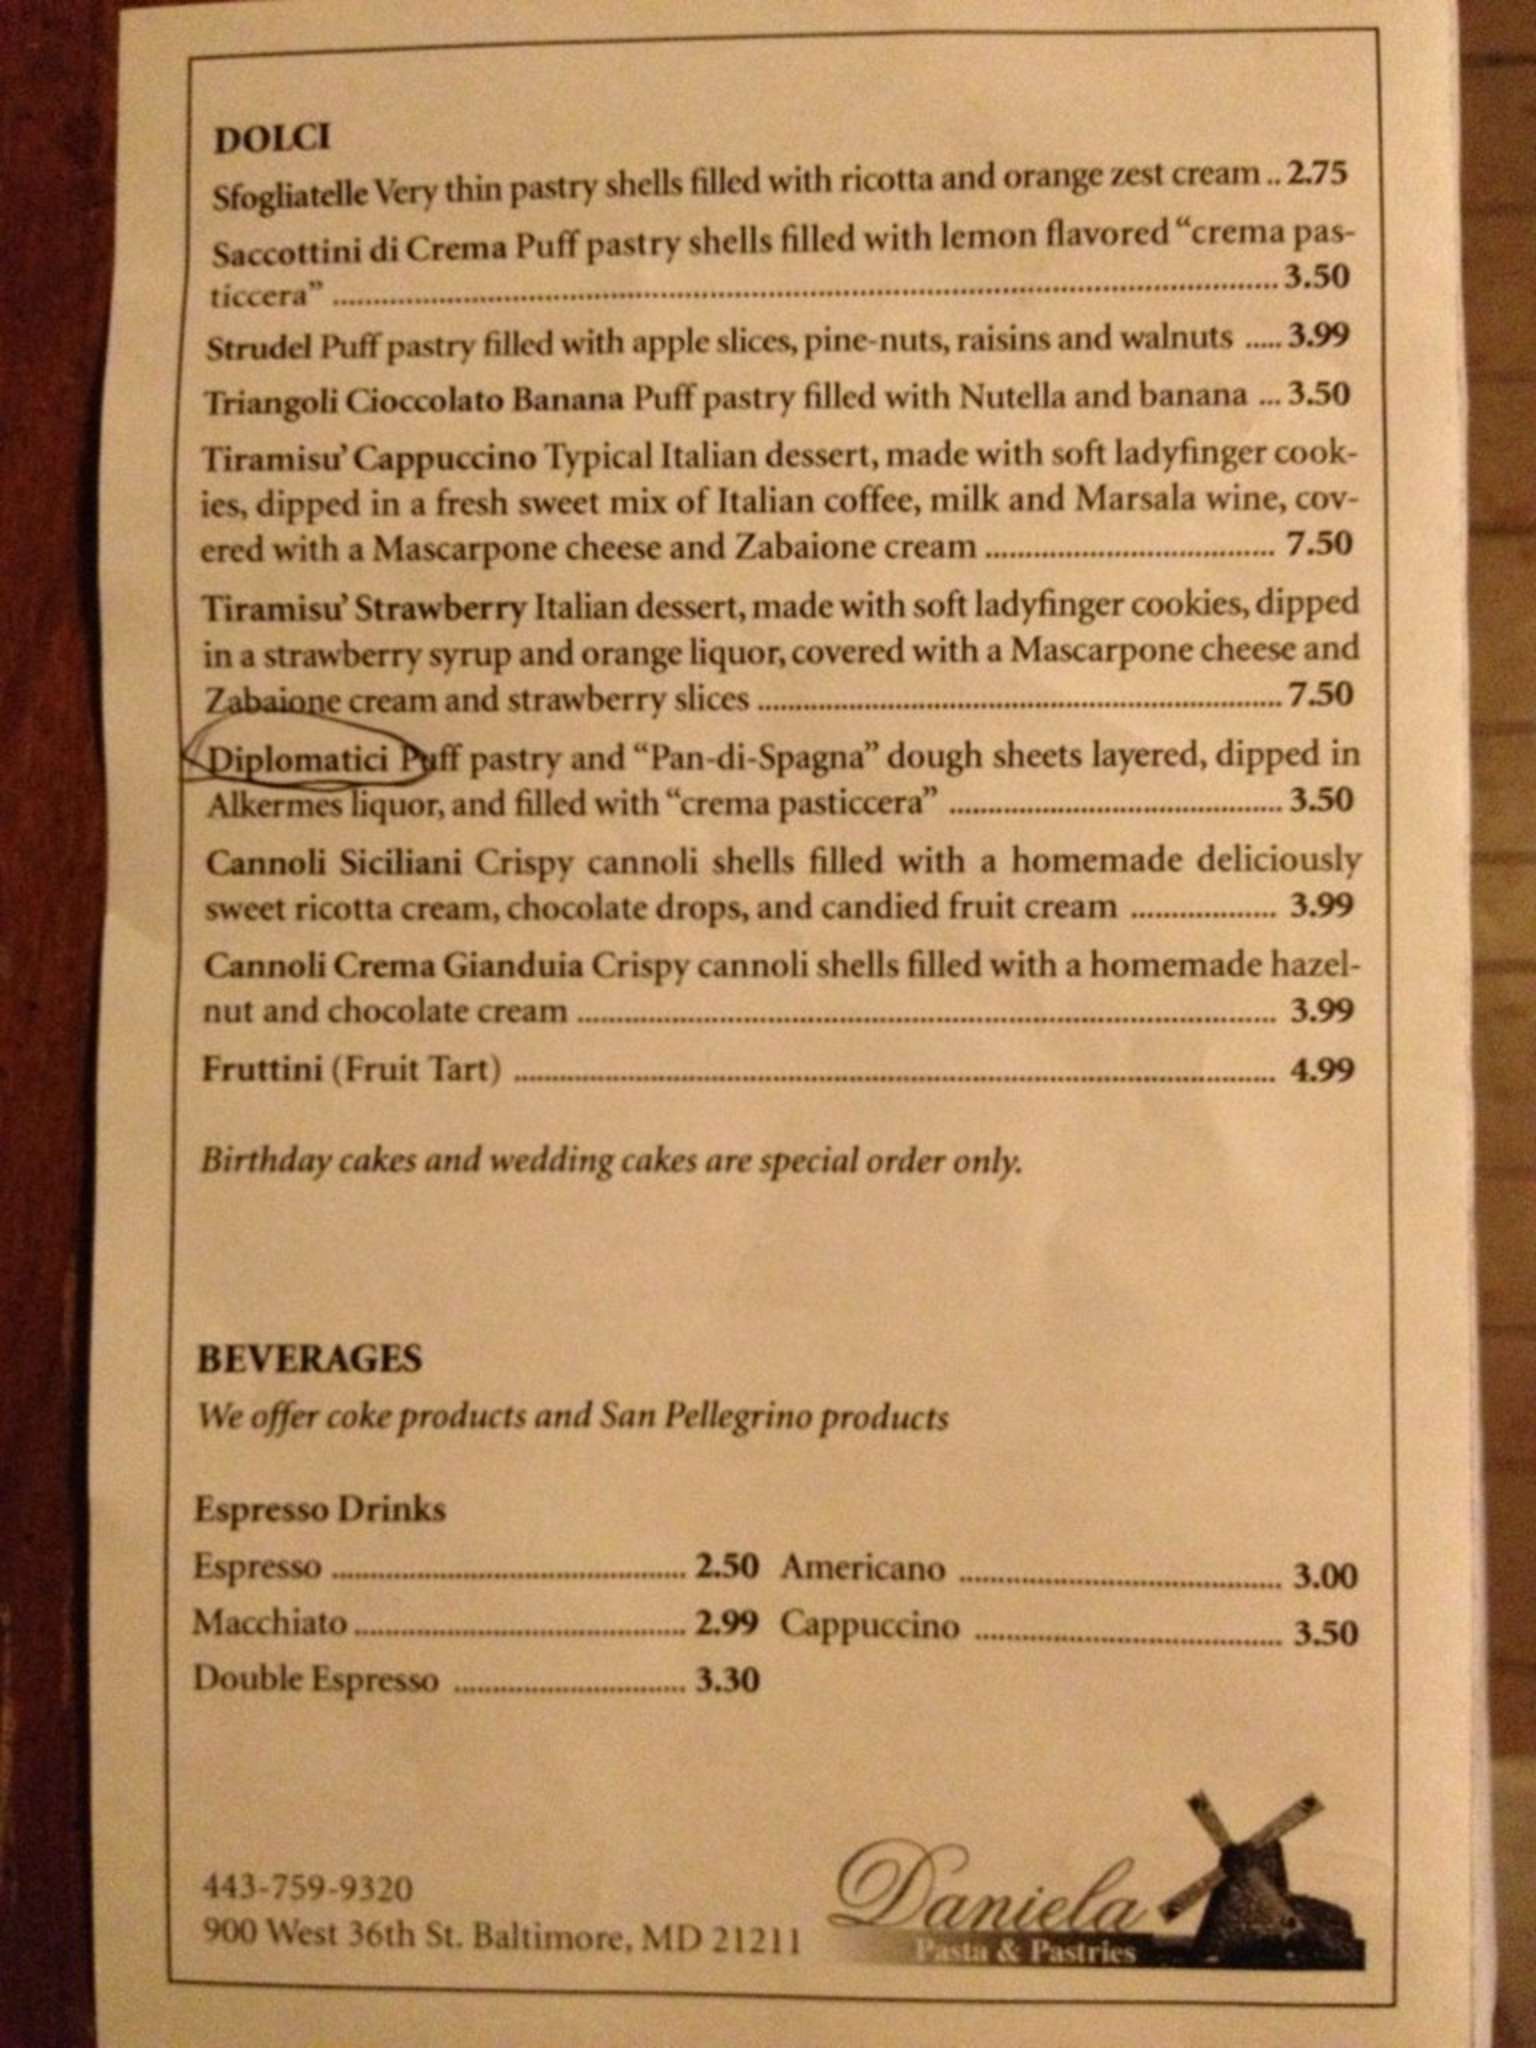 DOLCI
Sfogliatelle Very thin pastry shells filled with ricotta and orange zest cream .. 2.75
Saccottini di Crema Puff pastry shells filled with lemon flavored “crema pas-
ticcera” ........................................................................ 3.50
Strudel Puff pastry filled with apple slices, pine-nuts, raisins and walnuts ..... 3.99
Triangoli Cioccolato Banana Puff pastry filled with Nutella and banana ... 3.50
Tiramisu’ Cappuccino Typical Italian dessert, made with soft ladyfinger cook-
ies, dipped in a fresh sweet mix of Italian coffee, milk and Marsala wine, cov-
ered with a Mascarpone cheese and Zabaione cream .................................. 7.50
Tiramisu’ Strawberry Italian dessert, made with soft ladyfinger cookies, dipped
in a strawberry syrup and orange liquor, covered with a Mascarpone cheese and
Zabaione cream and strawberry slices ............................................................ 7.50
Diplomatici Puff pastry and “Pan-di-Spagna” dough sheets layered, dipped in
Alkermes liquor, and filled with “crema pasticcera” ...................................... 3.50
Cannoli Siciliani Crispy cannoli shells filled with a homemade deliciously
sweet ricotta cream, chocolate drops, and candied fruit cream .................. 3.99
Cannoli Crema Gianduia Crispy cannoli shells filled with a homemade hazel-
nut and chocolate cream ................................................................ 3.99
Fruttini (Fruit Tart) ........................................................................ 4.99
Birthday cakes and wedding cakes are special order only.
BEVERAGES
We offer coke products and San Pellegrino products
Espresso Drinks
Espresso .......................................... 2.50 Americano ...................................... 3.00
Macchiato ....................................... 2.99 Cappuccino .................................... 3.50
Double Espresso ........................... 3.30
443-759-9320
900 West 36th St. Baltimore, MD 21211
Daniela
Pasta & Pastries